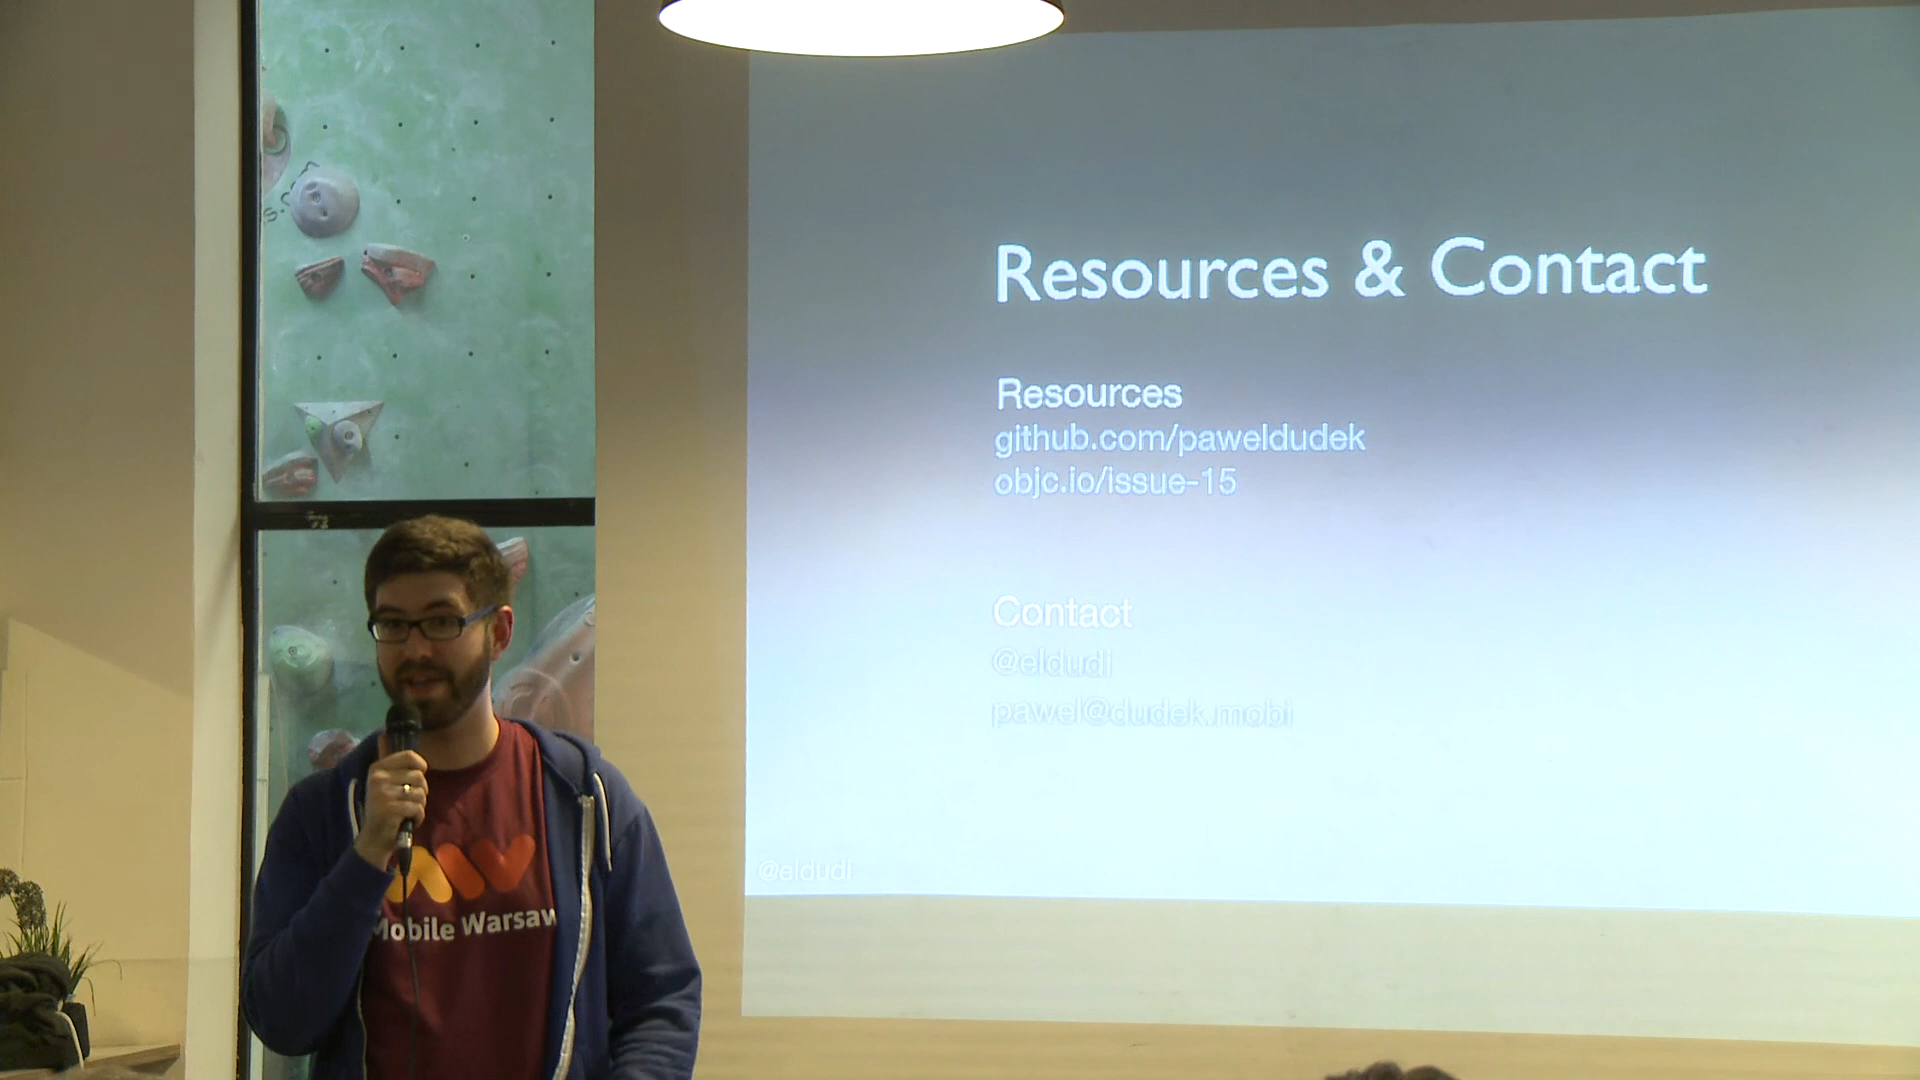 Resources & Contact
Resources
github.com/paweldudek
objc.io/issue-15
Contact
@eldudi
pawel@dudek.mobi
@eldudi
Mobile Warsaw